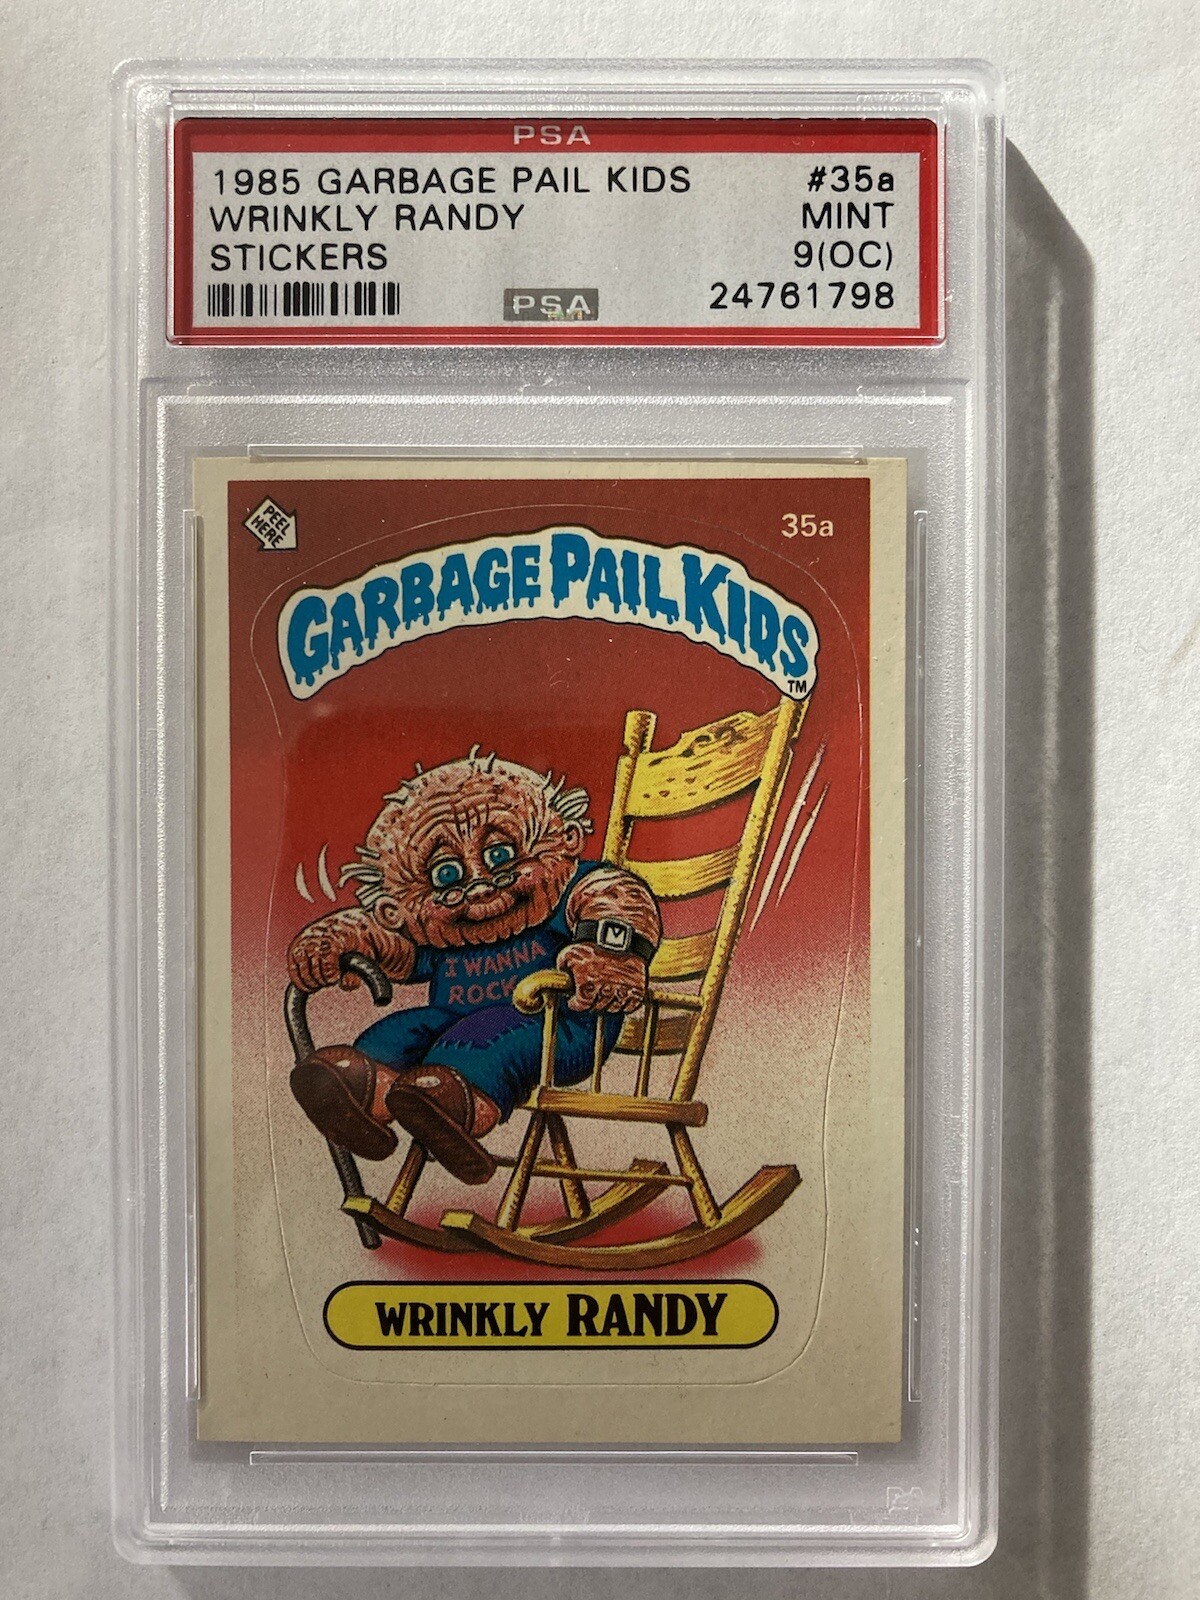 PSA
1985 GARBAGE PAIL KIDS #35a
WRINKLY RANDY MINT
STICKERS 9(OC)
PSA 24761798
PEEL
HERE
35a
GARBAGE PAIL KIDS
TM
I WANNA
ROCK
WRINKLY RANDY